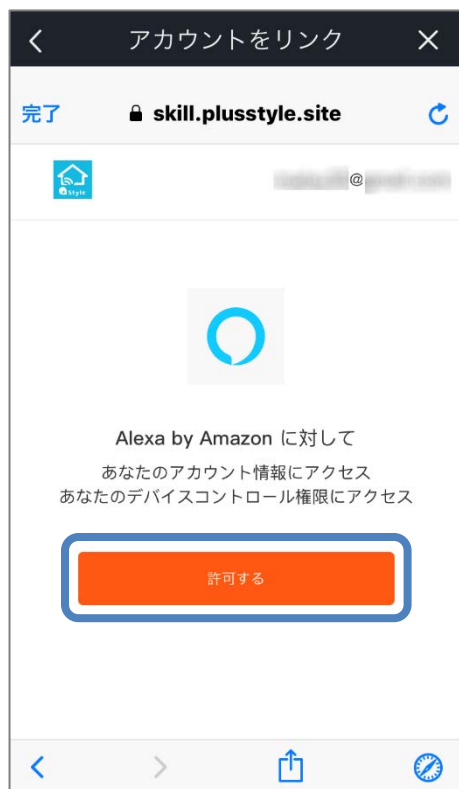 アカウントをリンク
完了 skill.plusstyle.site
Style
@
Alexa by Amazon に対して
あなたのアカウント情報にアクセス
あなたのデバイスコントロール権限にアクセス
許可する